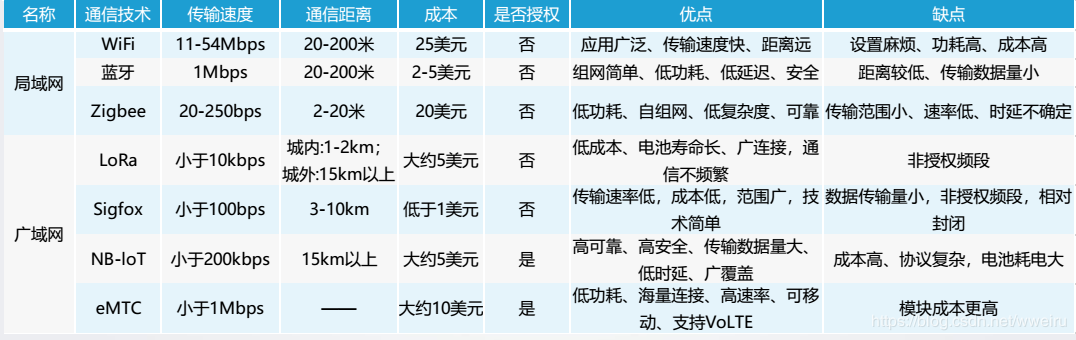 名称 通信技术 传输速度 通信距离 成本 是否授权 优点 缺点
局域网
WiFi 11-54Mbps 20-200米 25美元 否 应用广泛、传输速度快、距离远 设置麻烦、功耗高、成本高
蓝牙 1Mbps 20-200米 2-5美元 否 组网简单、低功耗、低延迟、安全 距离较低、传输数据量小
Zigbee 20-250bps 2-20米 20美元 否 低功耗、自组网、低复杂度、可靠 传输范围小、速率低、时延不确定
广域网
LoRa 小于10kbps 城内:1-2km；
城外:15km以上 大约5美元 否 低成本、电池寿命长、广连接，通
信不频繁 非授权频段
Sigfox 小于100bps 3-10km 低于1美元 否 传输速率低，成本低，范围广，技
术简单 数据传输量小，非授权频段，相对
封闭
NB-loT 小于200kbps 15km以上 大约5美元 是 高可靠、高安全、传输数据量大、
低时延、广覆盖 成本高、协议复杂，电池耗电大
eMTC 小于1Mbps —— 大约10美元 是 低功耗、海量连接、高速率、可移
动、支持VoLTE 模块成本更高
https://blog.csdn.net/wweiru